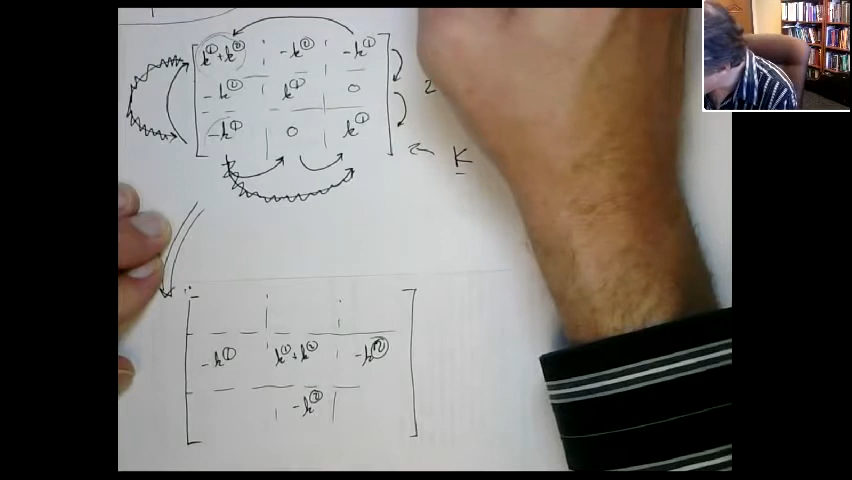 k① + k② -k② -k①
-k② k② 0
-k① 0 k①
2
K
-k① k① + k② -k②
-k②